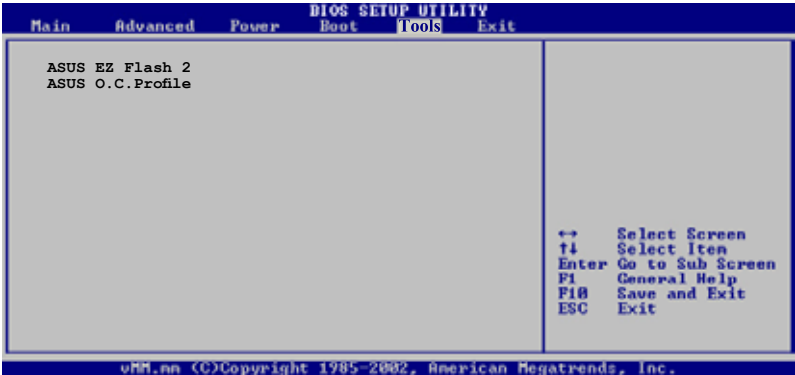 BIOS SETUP UTILITY
Main Advanced Power Boot Tools Exit
ASUS EZ Flash 2
ASUS O.C.Profile
↔ Select Screen
↑↓ Select Item
Enter Go to Sub Screen
F1 General Help
F10 Save and Exit
ESC Exit
vMM.mm (C)Copyright 1985-2002, American Megatrends, Inc.